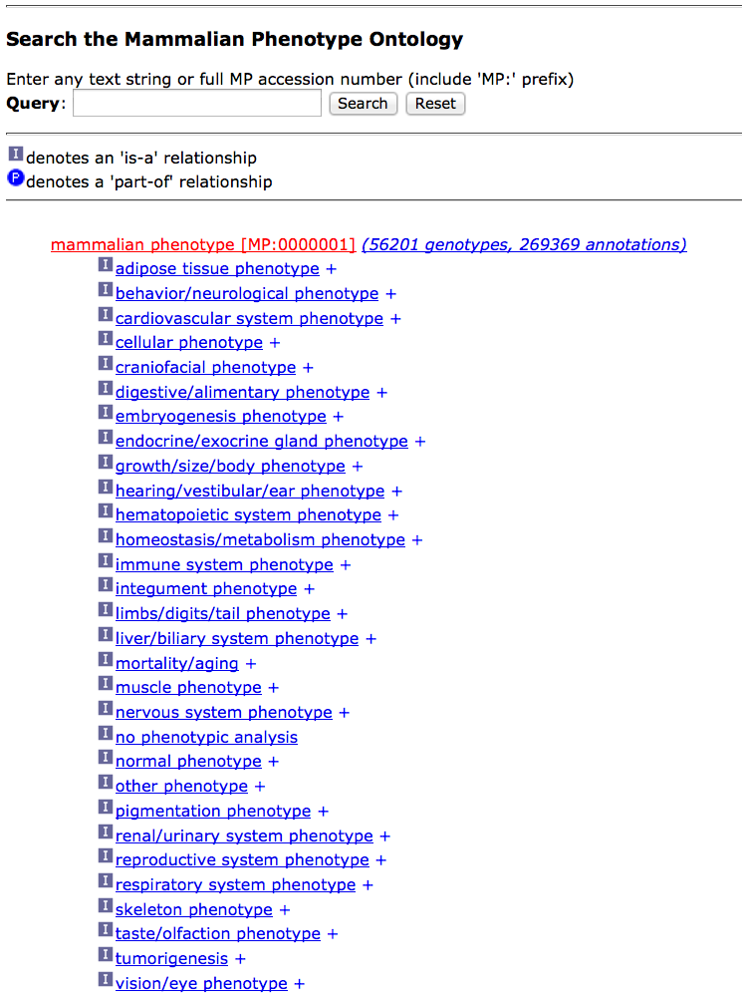 Search the Mammalian Phenotype Ontology
Enter any text string or full MP accession number (include 'MP:' prefix)
Query: Search Reset
I denotes an 'is-a' relationship
P denotes a 'part-of' relationship
mammalian phenotype [MP:0000001] (56201 genotypes, 269369 annotations)
I adipose tissue phenotype +
I behavior/neurological phenotype +
I cardiovascular system phenotype +
I cellular phenotype +
I craniofacial phenotype +
I digestive/alimentary phenotype +
I embryogenesis phenotype +
I endocrine/exocrine gland phenotype +
I growth/size/body phenotype +
I hearing/vestibular/ear phenotype +
I hematopoietic system phenotype +
I homeostasis/metabolism phenotype +
I immune system phenotype +
I integument phenotype +
I limbs/digits/tail phenotype +
I liver/biliary system phenotype +
I mortality/aging +
I muscle phenotype +
I nervous system phenotype +
I no phenotypic analysis
I normal phenotype +
I other phenotype +
I pigmentation phenotype +
I renal/urinary system phenotype +
I reproductive system phenotype +
I respiratory system phenotype +
I skeleton phenotype +
I taste/olfaction phenotype +
I tumorigenesis +
I vision/eye phenotype +